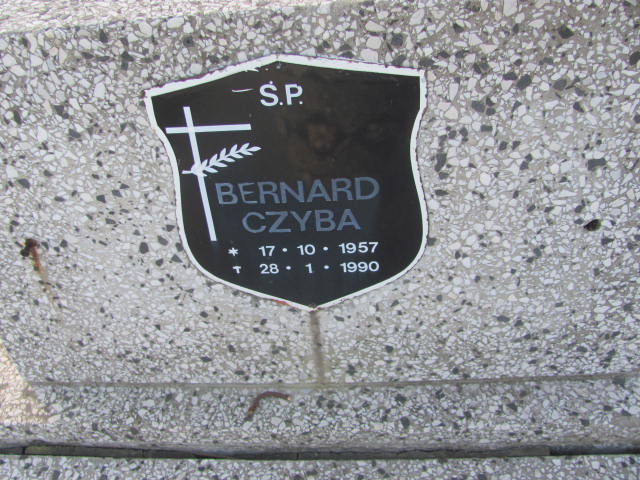 Ś.P.
BERNARD
CZYBA
* 17 · 10 · 1957
† 28 · 1 · 1990